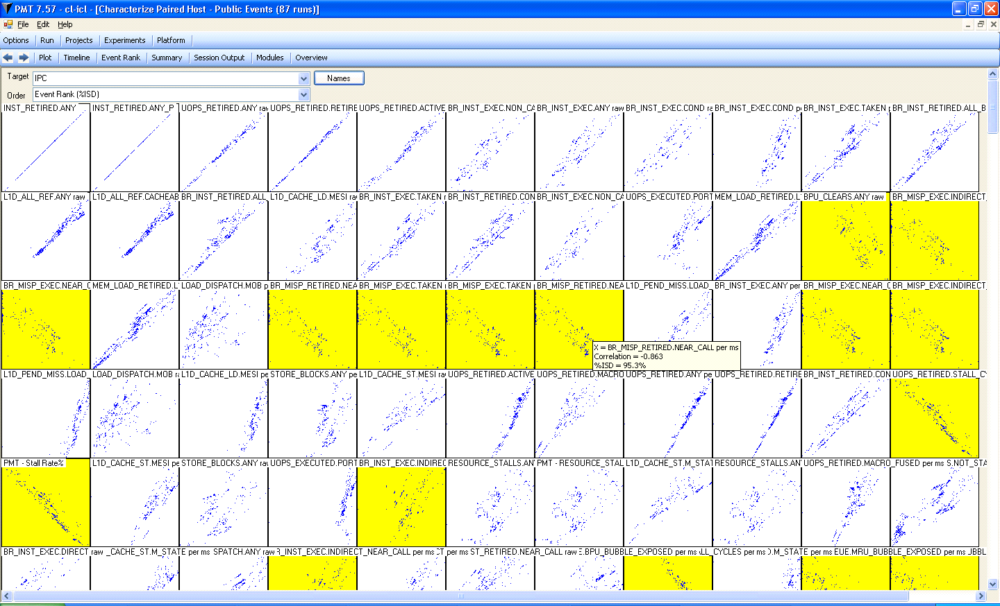 PMT 7.57 - cl-icl - [Characterize Paired Host - Public Events (87 runs)]
File Edit Help
Options Run Projects Experiments Platform
Plot Timeline Event Rank Summary Session Output Modules Overview
Target IPC Names
Order Event Rank (%ISD)
INST_RETIRED.ANY INST_RETIRED.ANY_P UOPS_RETIRED.ANY raw UOPS_RETIRED.RETIRE UOPS_RETIRED.ACTIVE BR_INST_EXEC.NON_CA BR_INST_EXEC.ANY raw BR_INST_EXEC.COND ra BR_INST_EXEC.COND pe BR_INST_EXEC.TAKEN BR_INST_RETIRED.ALL_B
L1D_ALL_REF.ANY raw L1D_ALL_REF.CACHEAB BR_INST_RETIRED.ALL L1D_CACHE_LD.MESI ra BR_INST_EXEC.TAKEN BR_INST_RETIRED.CON BR_INST_EXEC.NON_CA UOPS_EXECUTED.PORT MEM_LOAD_RETIRED.L BPU_CLEARS.ANY raw BR_MISP_EXEC.INDIRECT
BR_MISP_EXEC.NEAR_C MEM_LOAD_RETIRED.L LOAD_DISPATCH.MOB p BR_MISP_RETIRED.NEA BR_MISP_EXEC.TAKEN BR_MISP_EXEC.TAKEN BR_MISP_RETIRED.NEA L1D_PEND_MISS.LOAD_ BR_INST_EXEC.ANY per BR_MISP_EXEC.NEAR_C BR_MISP_EXEC.INDIRECT
X = BR_MISP_RETIRED.NEAR_CALL per ms
Correlation = -0.863
%ISD = 95.3%
L1D_PEND_MISS.LOAD_ LOAD_DISPATCH.MOB ra L1D_CACHE_LD.MESI pe STORE_BLOCKS.ANY pe L1D_CACHE_ST.MESI ra UOPS_RETIRED.ACTIVE UOPS_RETIRED.MACRO UOPS_RETIRED.ANY pe UOPS_RETIRED.RETIRE BR_INST_RETIRED.CON UOPS_RETIRED.STALL_CY
PMT - Stall Rate% L1D_CACHE_ST.MESI pe STORE_BLOCKS.ANY ra UOPS_EXECUTED.PORT BR_INST_EXEC.INDIREC RESOURCE_STALLS.AN PMT - RESOURCE_STAL L1D_CACHE_ST.M_STAT RESOURCE_STALLS.AN UOPS_RETIRED.MACRO_FUSED per ms S.NOT_STA
BR_INST_EXEC.DIRECT raw _CACHE_ST.M_STATE per ms SPATCH.ANY raw R_INST_EXEC.INDIRECT_NEAR_CALL per ms CT per ms ST_RETIRED.NEAR_CALL raw E.BPU_BUBBLE_EXPOSED per ms LL_CYCLES per ms D.M_STATE per ms EUE.MRU_BUBBLE_EXPOSED per ms JBBL